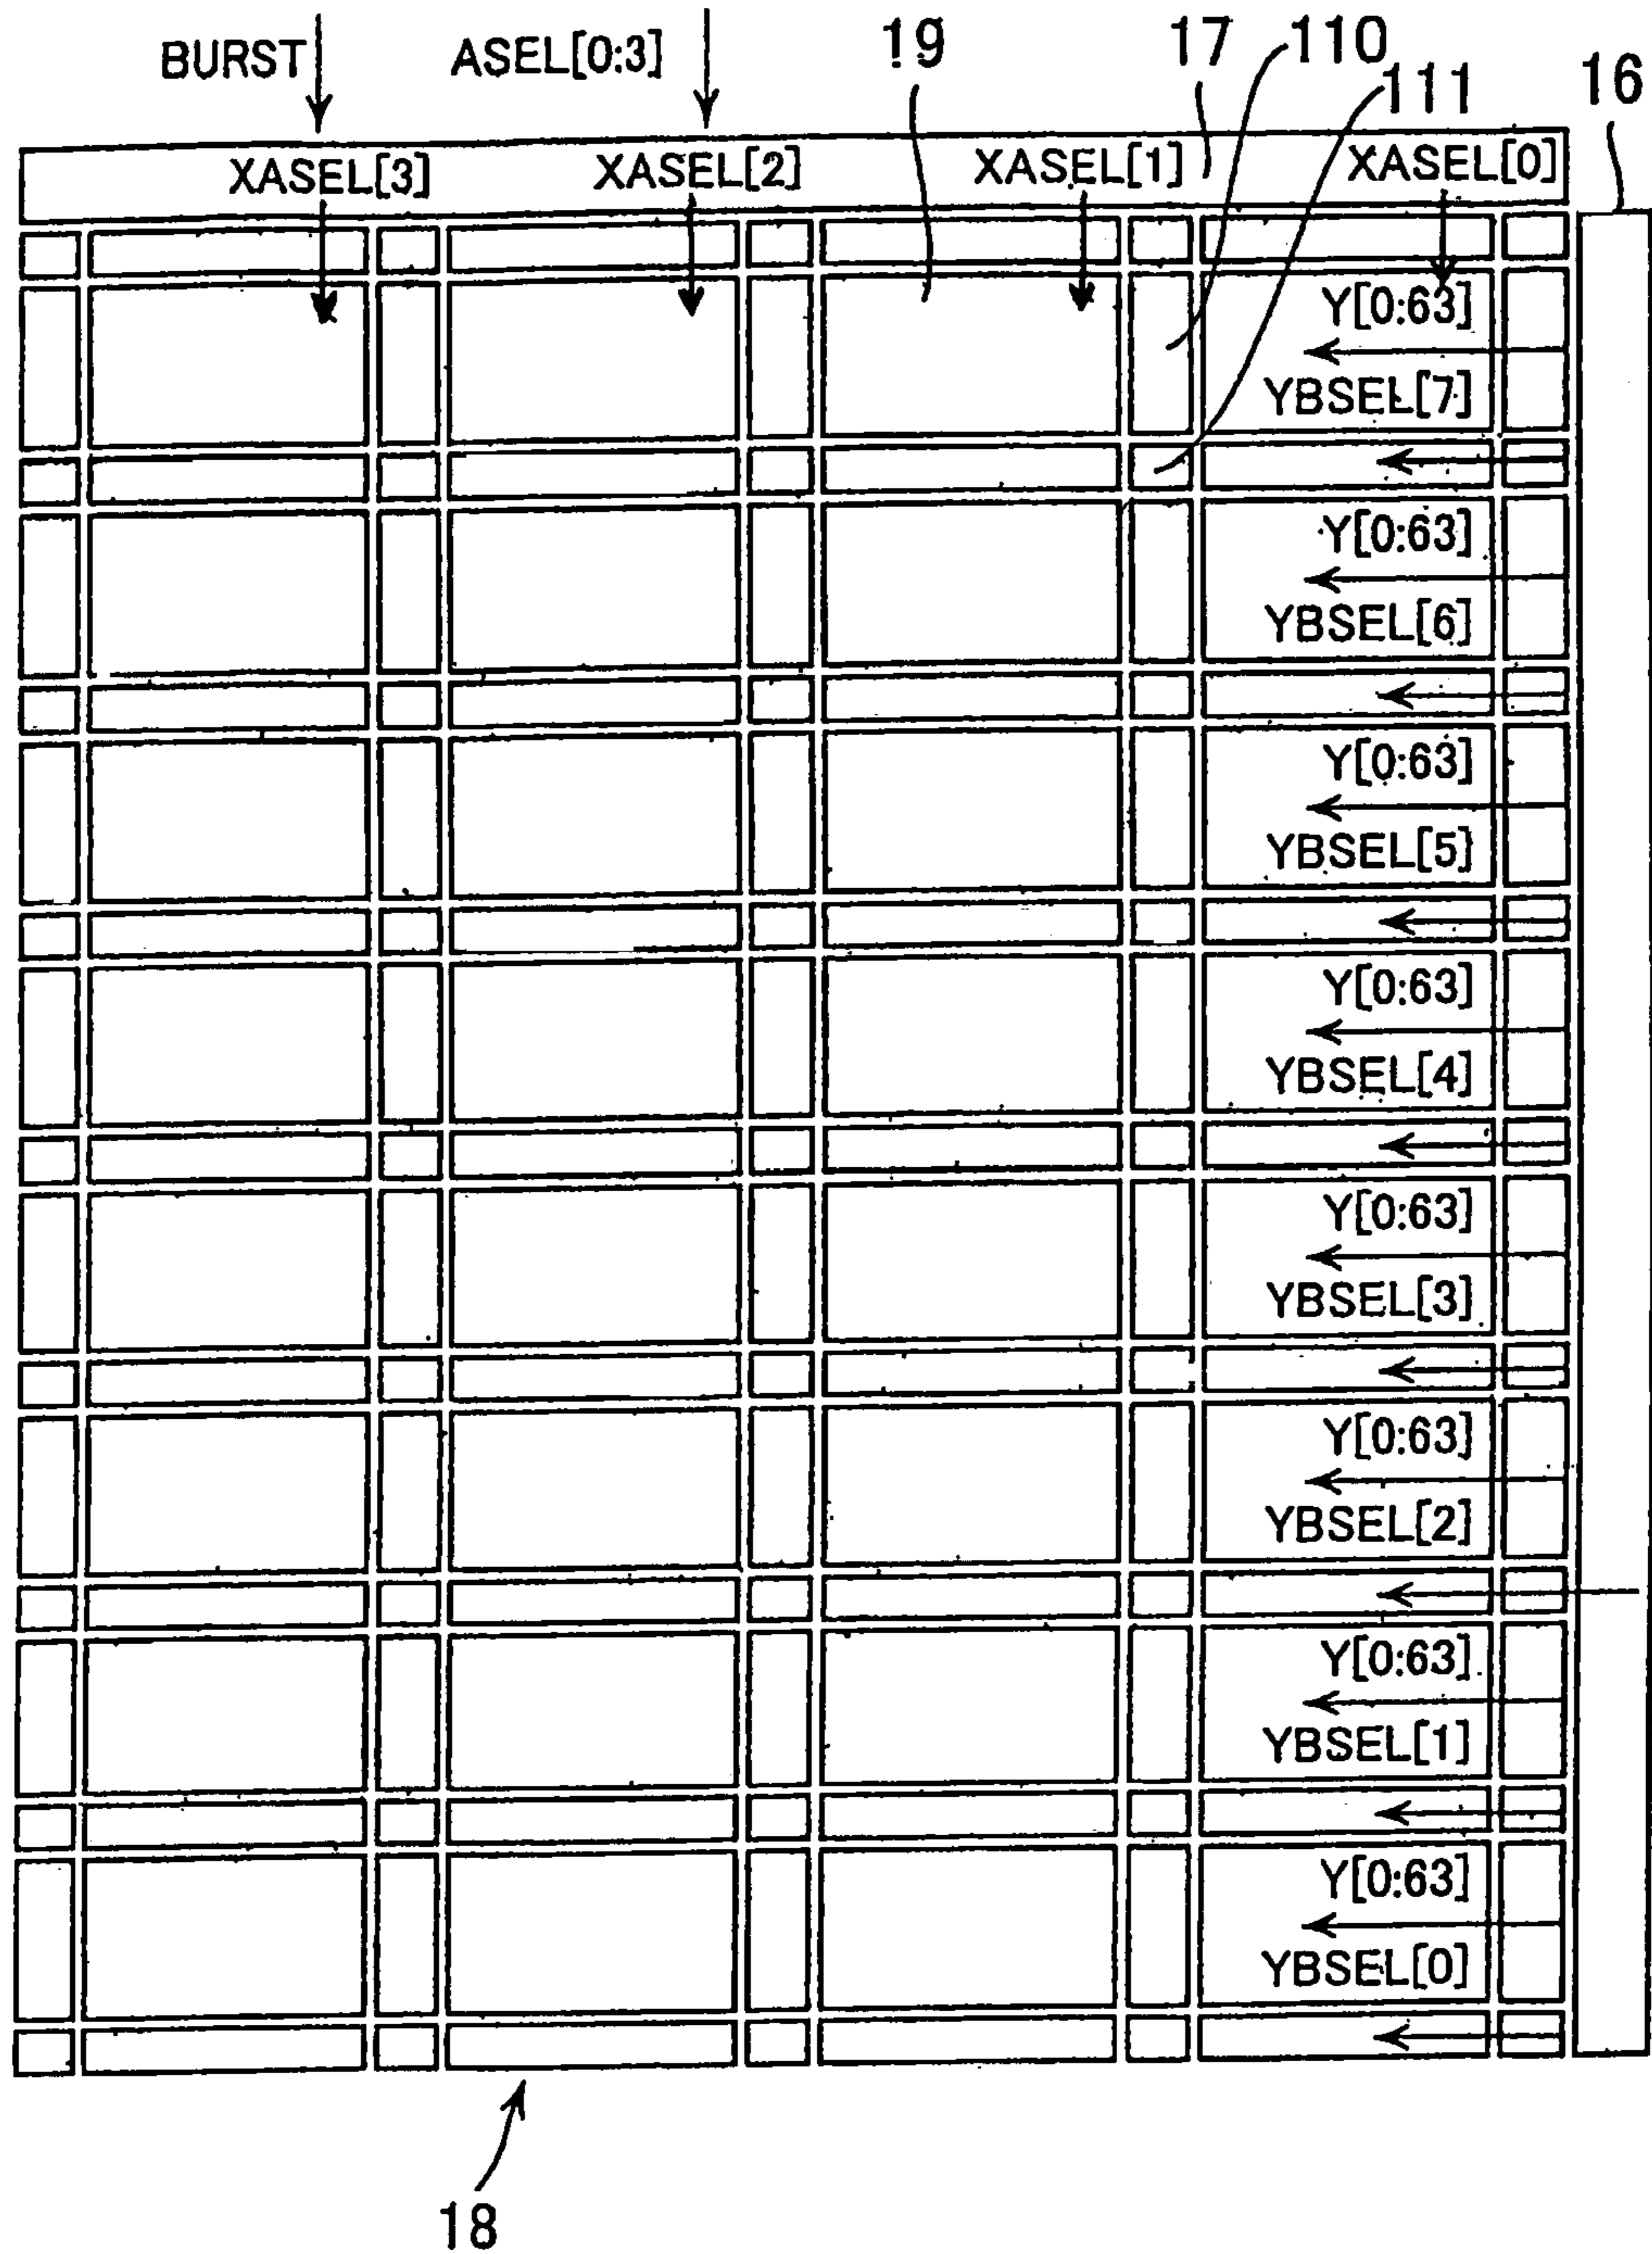 BURST
ASEL[0:3]
19
17
110
111
16
XASEL[3]
XASEL[2]
XASEL[1]
XASEL[0]
Y[0:63]
YBSEL[7]
Y[0:63]
YBSEL[6]
Y[0:63]
YBSEL[5]
Y[0:63]
YBSEL[4]
Y[0:63]
YBSEL[3]
Y[0:63]
YBSEL[2]
Y[0:63]
YBSEL[1]
Y[0:63]
YBSEL[0]
18